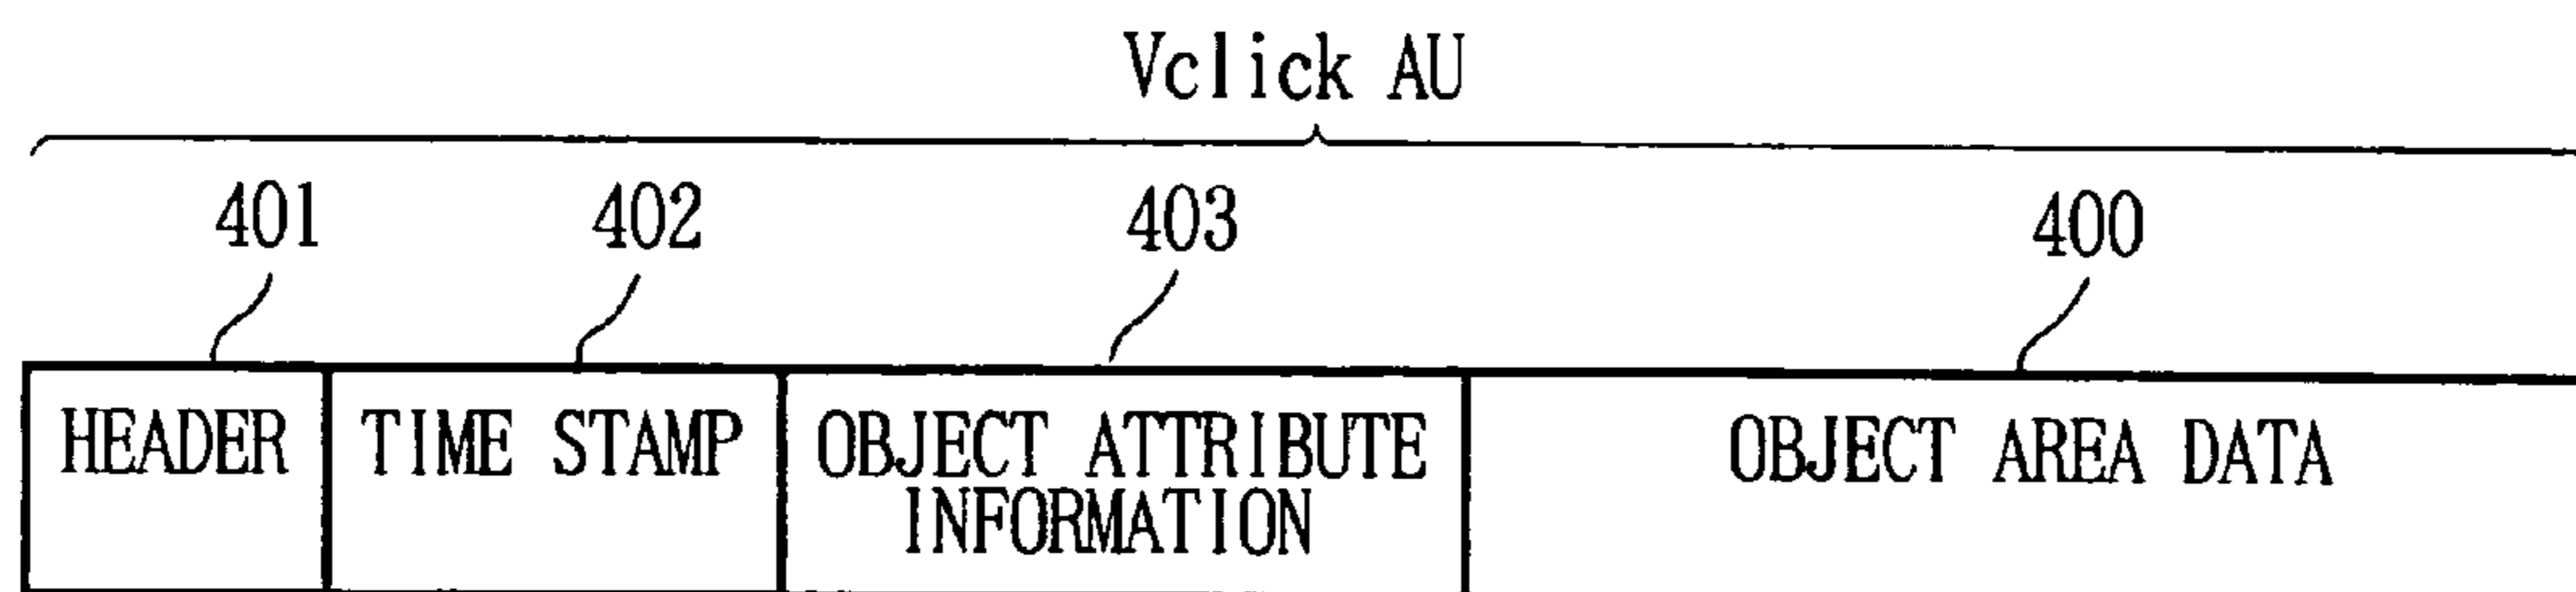 Vclick AU
401 402 403 400
HEADER TIME STAMP OBJECT ATTRIBUTE INFORMATION OBJECT AREA DATA